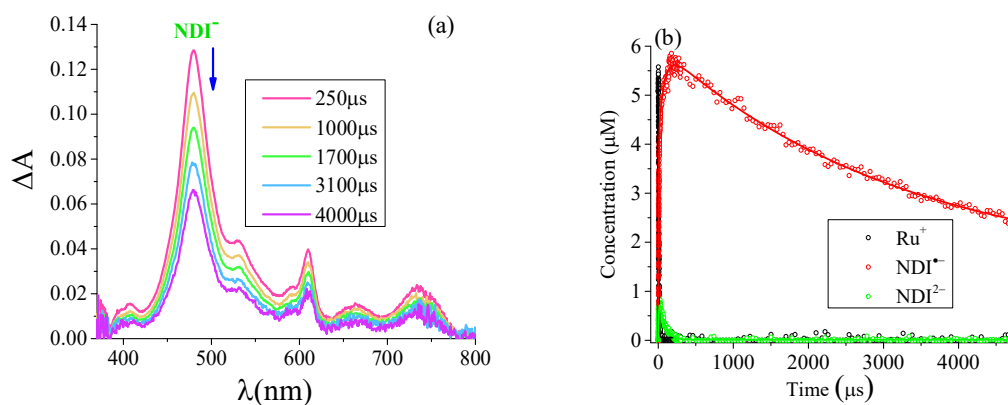 NDI⁻
(a)
0.14
0.12
0.10
0.08
0.06
0.04
0.02
0.00
ΔA
250μs
1000μs
1700μs
3100μs
4000μs
400 500 600 700 800
λ(nm)
(b)
6
5
4
3
2
1
0
Concentration (μM)
Ru⁺
NDI•⁻
NDI²⁻
0 1000 2000 3000 4000
Time (μs)